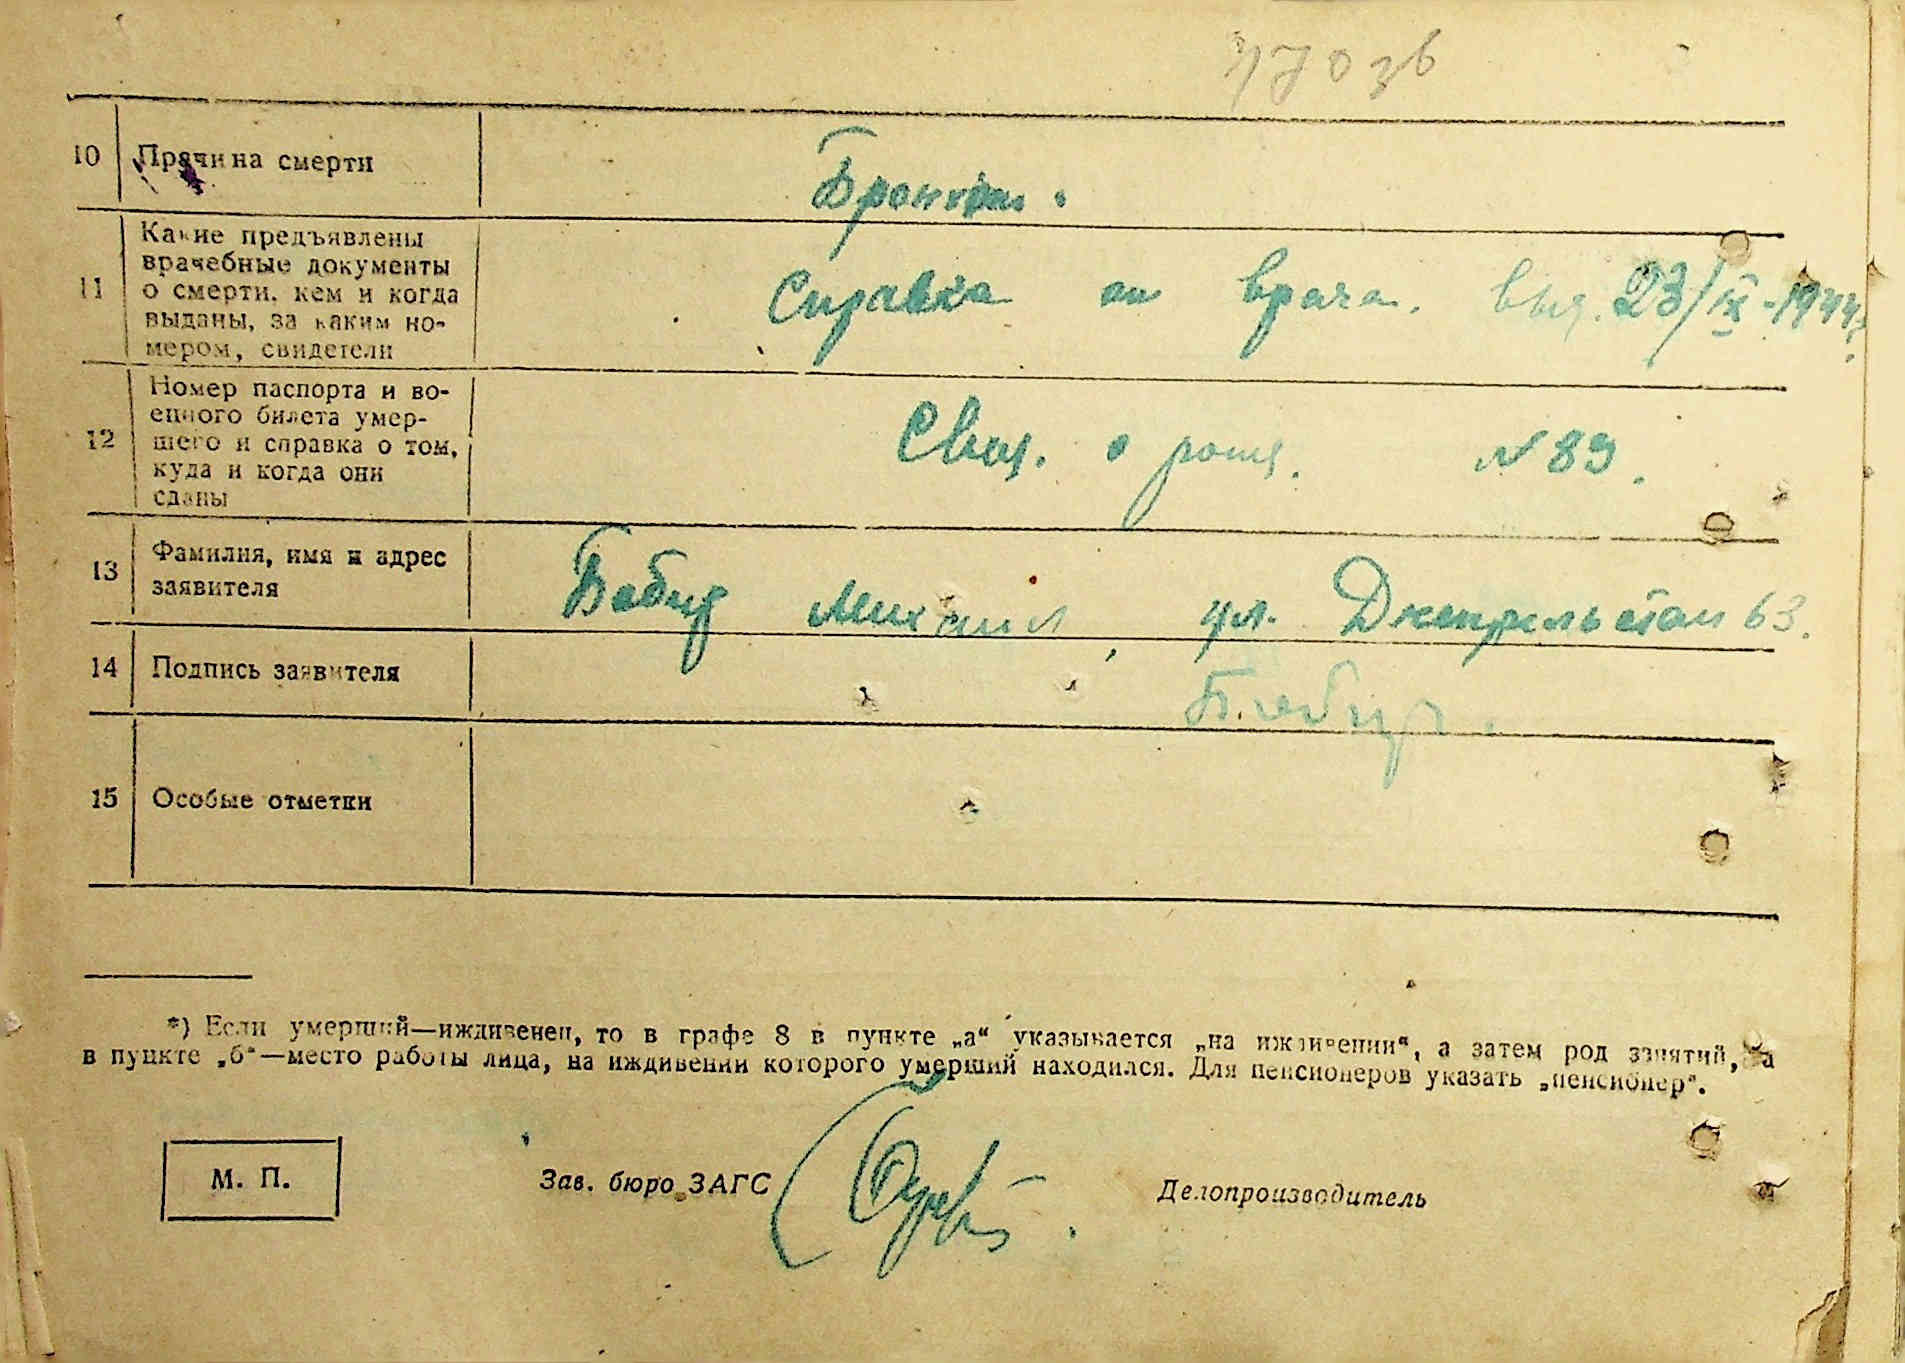 47036
10 Причина смерти
Бронхит.
11 Какие предъявлены
врачебные документы
о смерти, кем и когда
выданы, за каким но-
мером, свидетели
Справка от врача. выд. 23/IX-1944г.
12 Номер паспорта и во-
енного билета умер-
шего и справка о том,
куда и когда они
сданы
Свид. о рожд. N 89.
13 Фамилия, имя и адрес
заявителя
Бабич Михаил, ул. 63.
14 Подпись заявителя
15 Особые отметки
*) Если умерший—иждивенец, то в графе 8 в пункте „а“ указывается „на иждивении“, а затем род занятий, а
в пункте „б“—место работы лица, на иждивении которого умерший находился. Для пенсионеров указать „пенсионер“.
М. П.
Зав. бюро ЗАГС
Делопроизводитель